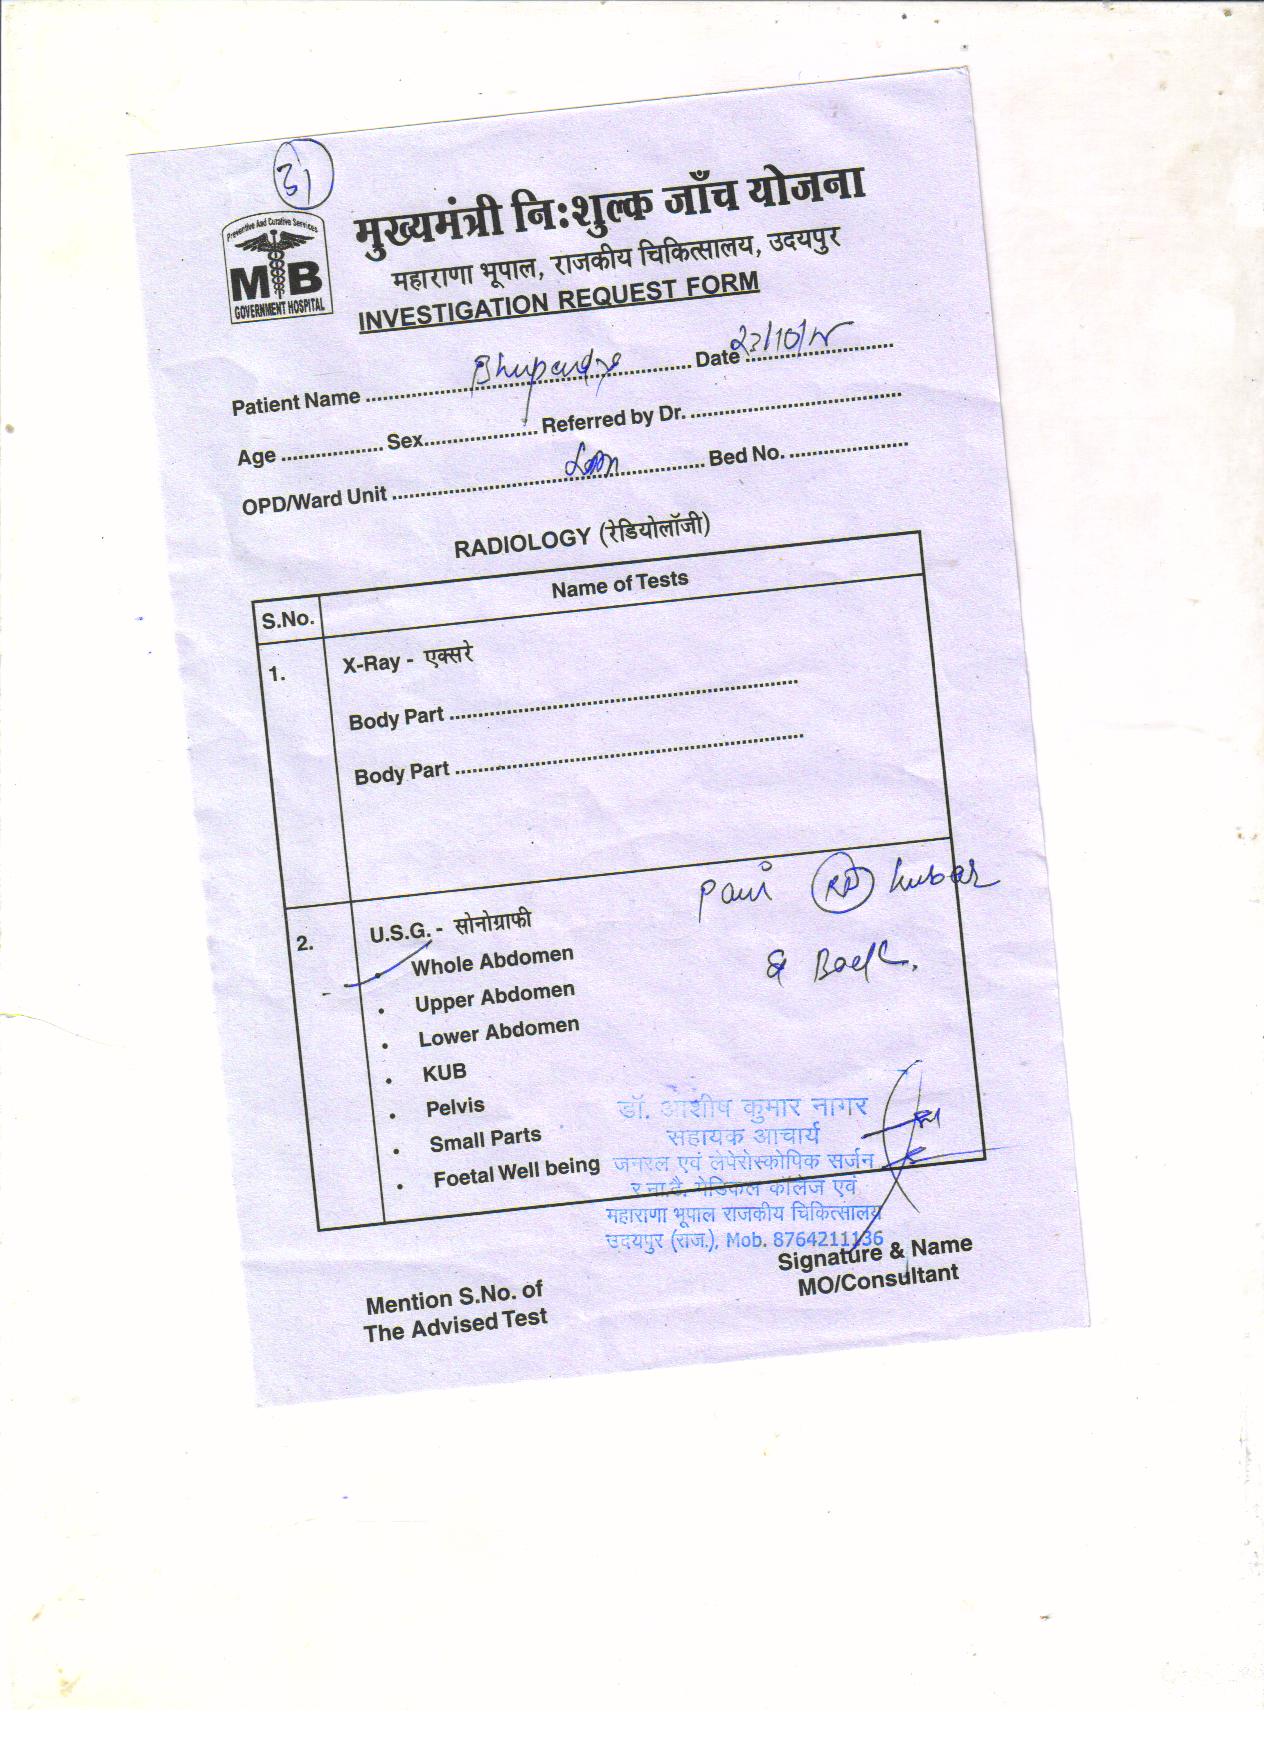 31
Preventive And Curative Services
MB
GOVERNMENT HOSPITAL
मुख्यमंत्री नि:शुल्क जाँच योजना
महाराणा भूपाल, राजकीय चिकित्सालय, उदयपुर
INVESTIGATION REQUEST FORM
Patient Name .......... Date ..........
Age .......... Sex.......... Referred by Dr. ..........
OPD/Ward Unit .......... Bed No. ..........
RADIOLOGY (रेडियोलॉजी)
S.No. Name of Tests
1. X-Ray - एक्सरे
Body Part ..........
Body Part ..........
Pain RT lumbar
& Back.
2. U.S.G. - सोनोग्राफी
• Whole Abdomen
• Upper Abdomen
• Lower Abdomen
• KUB
• Pelvis
• Small Parts
• Foetal Well being
डॉ. आशीष कुमार नागर
सहायक आचार्य
जनरल एवं लेपेरोस्कोपिक सर्जन
र.ना.टै. मेडिकल कॉलेज एवं
महाराणा भूपाल राजकीय चिकित्सालय
उदयपुर (राज.), Mob. 8764211136
Signature & Name
MO/Consultant
Mention S.No. of
The Advised Test